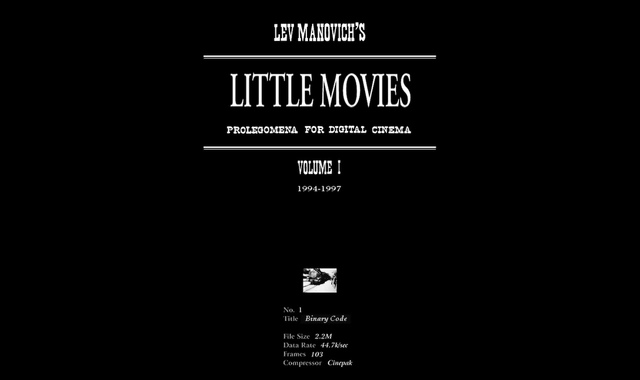 LEV MANOVICH'S
LITTLE MOVIES
PROLEGOMENA FOR DIGITAL CINEMA
VOLUME I
1994-1997
No. 1
Title Binary Code
File Size 2.2M
Data Rate 44.7k/sec
Frames 103
Compressor Cinepak